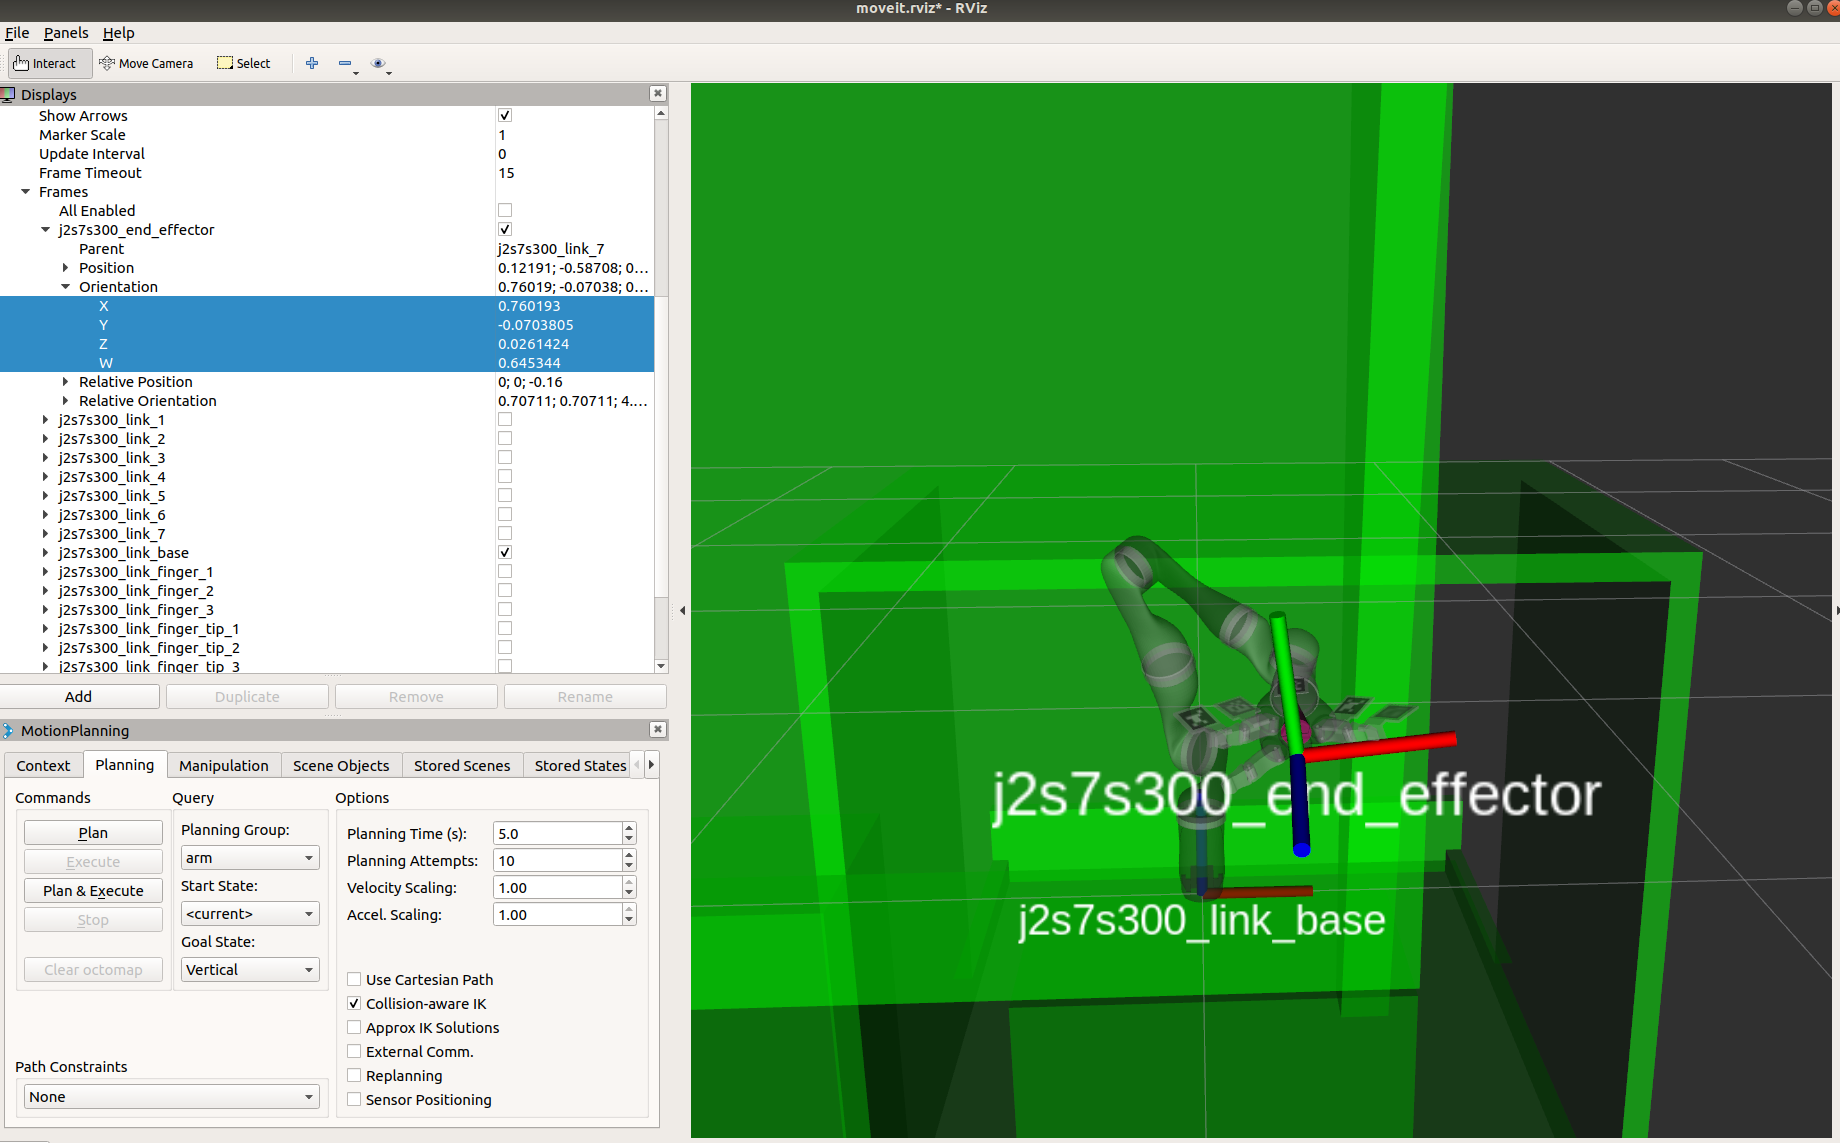 moveit.rviz* - RViz
File Panels Help
Interact Move Camera Select
Displays
Show Arrows
Marker Scale 1
Update Interval 0
Frame Timeout 15
Frames
All Enabled
j2s7s300_end_effector
Parent j2s7s300_link_7
Position 0.12191; -0.58708; 0...
Orientation 0.76019; -0.07038; 0...
X 0.760193
Y -0.0703805
Z 0.0261424
W 0.645344
Relative Position 0; 0; -0.16
Relative Orientation 0.70711; 0.70711; 4....
j2s7s300_link_1
j2s7s300_link_2
j2s7s300_link_3
j2s7s300_link_4
j2s7s300_link_5
j2s7s300_link_6
j2s7s300_link_7
j2s7s300_link_base
j2s7s300_link_finger_1
j2s7s300_link_finger_2
j2s7s300_link_finger_3
j2s7s300_link_finger_tip_1
j2s7s300_link_finger_tip_2
j2s7s300_link_finger_tip_3
Add Duplicate Remove Rename
MotionPlanning
Context Planning Manipulation Scene Objects Stored Scenes Stored States
Commands Query Options
Plan
Execute
Plan & Execute
Stop
Clear octomap
Planning Group:
arm
Start State:
<current>
Goal State:
Vertical
Planning Time (s): 5.0
Planning Attempts: 10
Velocity Scaling: 1.00
Accel. Scaling: 1.00
Use Cartesian Path
Collision-aware IK
Approx IK Solutions
External Comm.
Replanning
Sensor Positioning
Path Constraints
None
j2s7s300_end_effector
j2s7s300_link_base